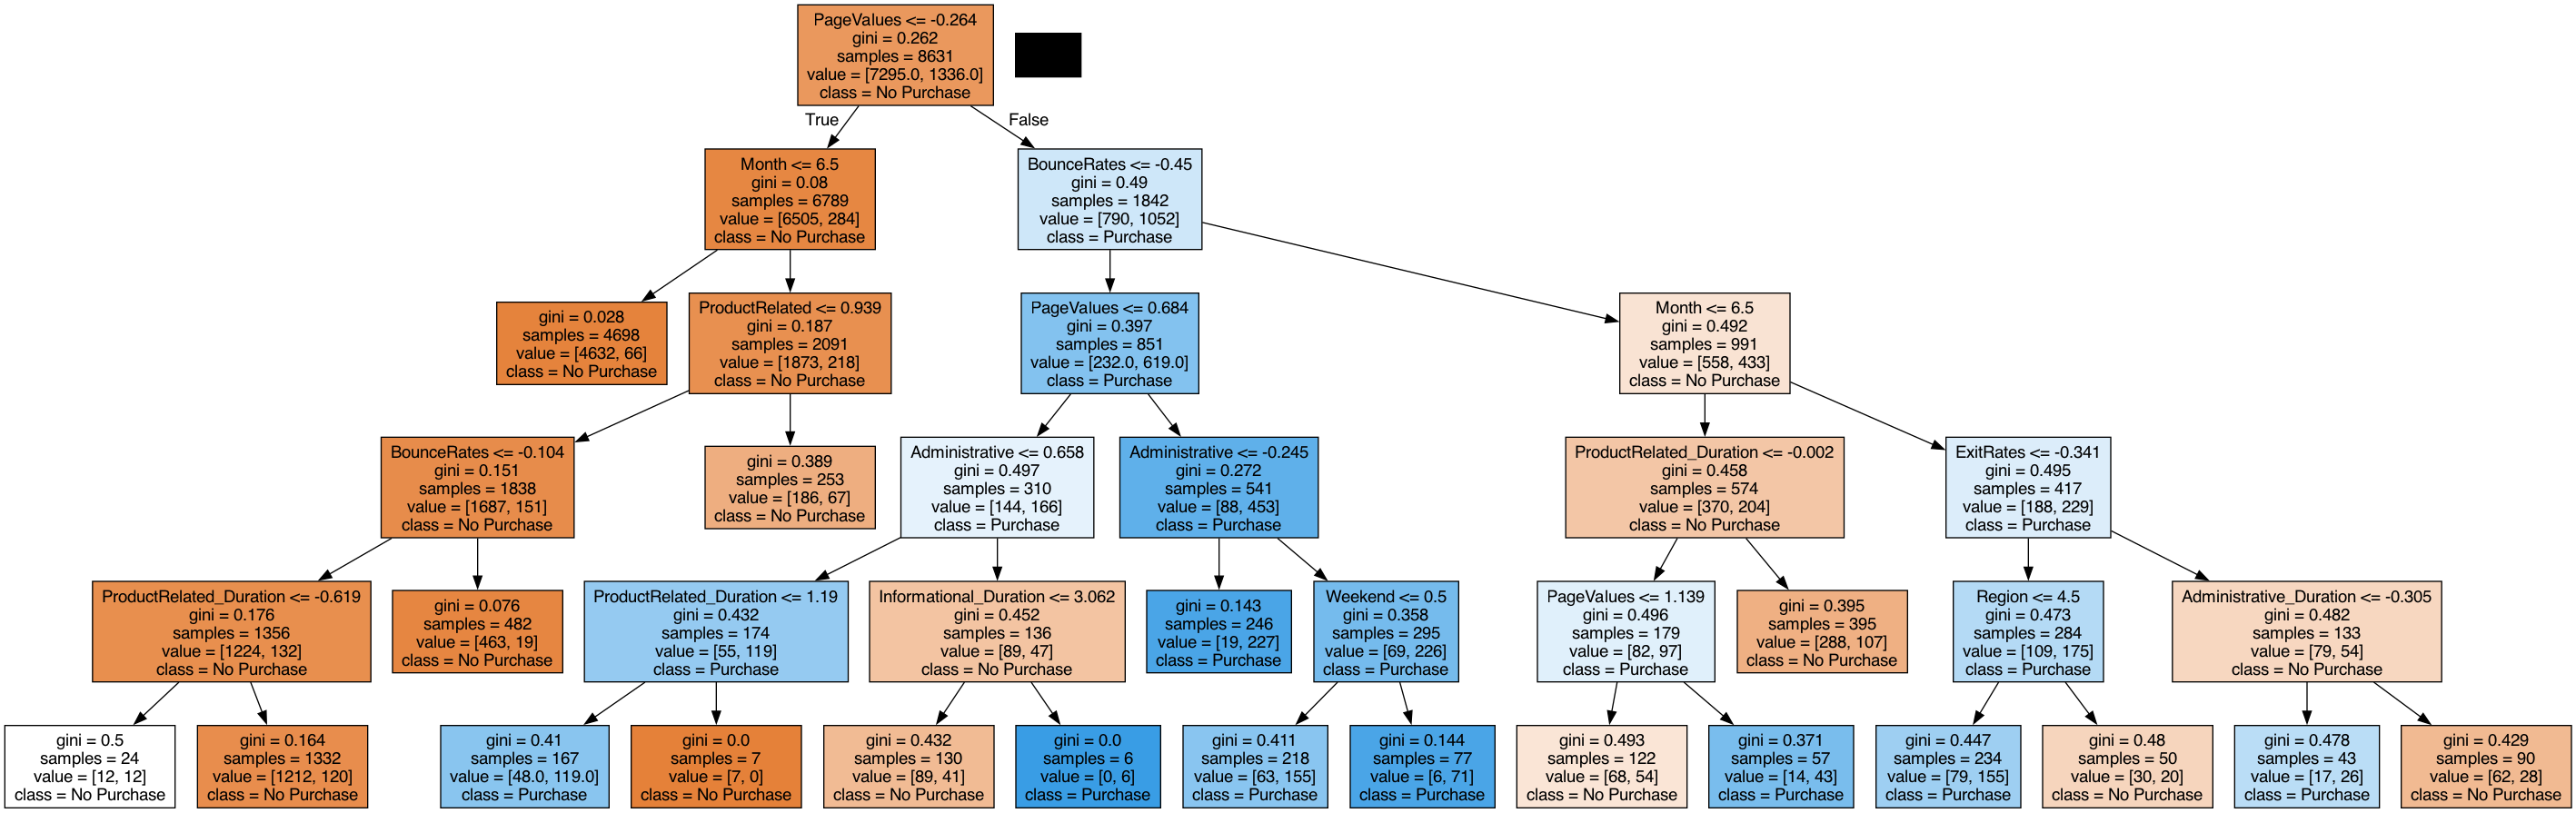 PageValues <= -0.264
gini = 0.262
samples = 8631
value = [7295.0, 1336.0]
class = No Purchase
True
False
Month <= 6.5
gini = 0.08
samples = 6789
value = [6505, 284]
class = No Purchase
BounceRates <= -0.45
gini = 0.49
samples = 1842
value = [790, 1052]
class = Purchase
gini = 0.028
samples = 4698
value = [4632, 66]
class = No Purchase
ProductRelated <= 0.939
gini = 0.187
samples = 2091
value = [1873, 218]
class = No Purchase
PageValues <= 0.684
gini = 0.397
samples = 851
value = [232.0, 619.0]
class = Purchase
Month <= 6.5
gini = 0.492
samples = 991
value = [558, 433]
class = No Purchase
BounceRates <= -0.104
gini = 0.151
samples = 1838
value = [1687, 151]
class = No Purchase
gini = 0.389
samples = 253
value = [186, 67]
class = No Purchase
Administrative <= 0.658
gini = 0.497
samples = 310
value = [144, 166]
class = Purchase
Administrative <= -0.245
gini = 0.272
samples = 541
value = [88, 453]
class = Purchase
ProductRelated_Duration <= -0.002
gini = 0.458
samples = 574
value = [370, 204]
class = No Purchase
ExitRates <= -0.341
gini = 0.495
samples = 417
value = [188, 229]
class = Purchase
ProductRelated_Duration <= -0.619
gini = 0.176
samples = 1356
value = [1224, 132]
class = No Purchase
gini = 0.076
samples = 482
value = [463, 19]
class = No Purchase
ProductRelated_Duration <= 1.19
gini = 0.432
samples = 174
value = [55, 119]
class = Purchase
Informational_Duration <= 3.062
gini = 0.452
samples = 136
value = [89, 47]
class = No Purchase
gini = 0.143
samples = 246
value = [19, 227]
class = Purchase
Weekend <= 0.5
gini = 0.358
samples = 295
value = [69, 226]
class = Purchase
PageValues <= 1.139
gini = 0.496
samples = 179
value = [82, 97]
class = Purchase
gini = 0.395
samples = 395
value = [288, 107]
class = No Purchase
Region <= 4.5
gini = 0.473
samples = 284
value = [109, 175]
class = Purchase
Administrative_Duration <= -0.305
gini = 0.482
samples = 133
value = [79, 54]
class = No Purchase
gini = 0.5
samples = 24
value = [12, 12]
class = No Purchase
gini = 0.164
samples = 1332
value = [1212, 120]
class = No Purchase
gini = 0.41
samples = 167
value = [48.0, 119.0]
class = Purchase
gini = 0.0
samples = 7
value = [7, 0]
class = No Purchase
gini = 0.432
samples = 130
value = [89, 41]
class = No Purchase
gini = 0.0
samples = 6
value = [0, 6]
class = Purchase
gini = 0.411
samples = 218
value = [63, 155]
class = Purchase
gini = 0.144
samples = 77
value = [6, 71]
class = Purchase
gini = 0.493
samples = 122
value = [68, 54]
class = No Purchase
gini = 0.371
samples = 57
value = [14, 43]
class = Purchase
gini = 0.447
samples = 234
value = [79, 155]
class = Purchase
gini = 0.48
samples = 50
value = [30, 20]
class = No Purchase
gini = 0.478
samples = 43
value = [17, 26]
class = Purchase
gini = 0.429
samples = 90
value = [62, 28]
class = No Purchase